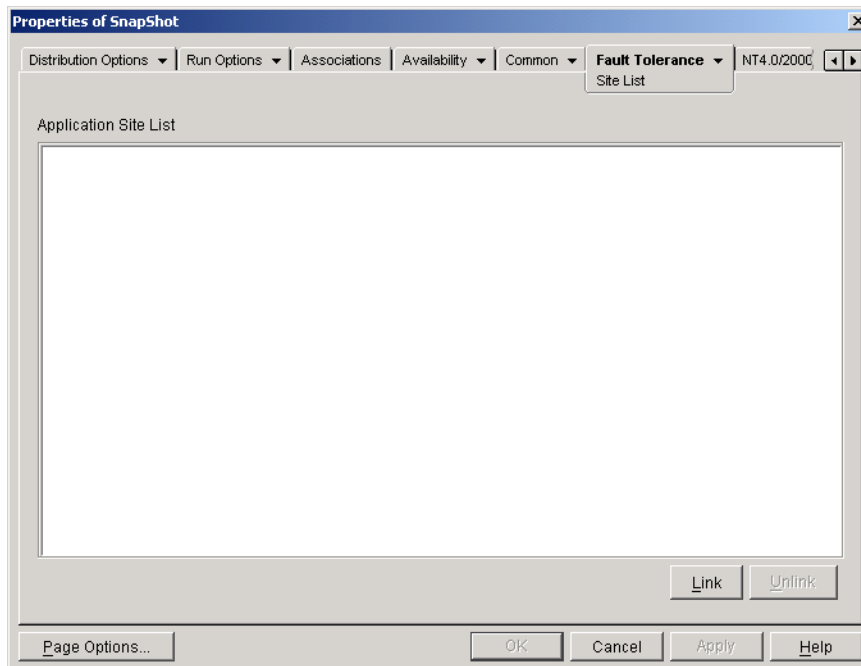 Properties of SnapShot
Distribution Options Run Options Associations Availability Common Fault Tolerance NT4.0/2000
Site List
Application Site List
Link Unlink
Page Options... OK Cancel Apply Help